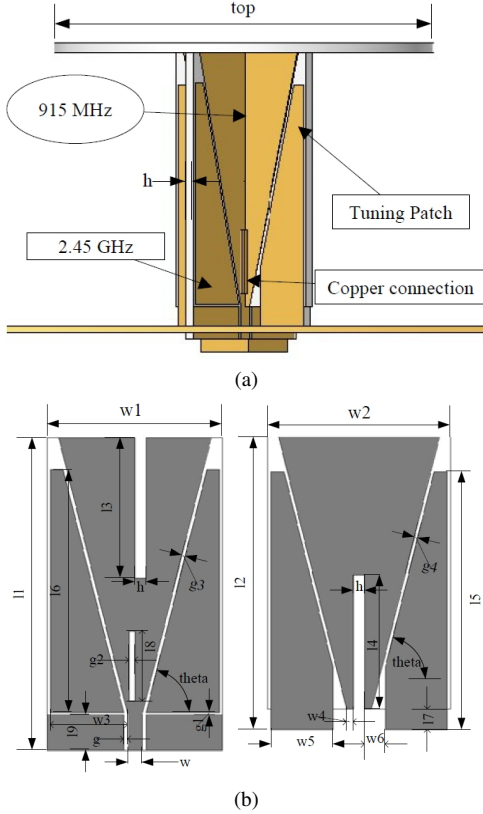 top
915 MHz
h
Tuning Patch
2.45 GHz
Copper connection
(a)
w1
w2
l3
l6
l1
g3
h
g2
l8
theta
w3
l9
g
g1
w
l2
g4
h
l4
l5
theta
w4
l7
w5
w6
(b)